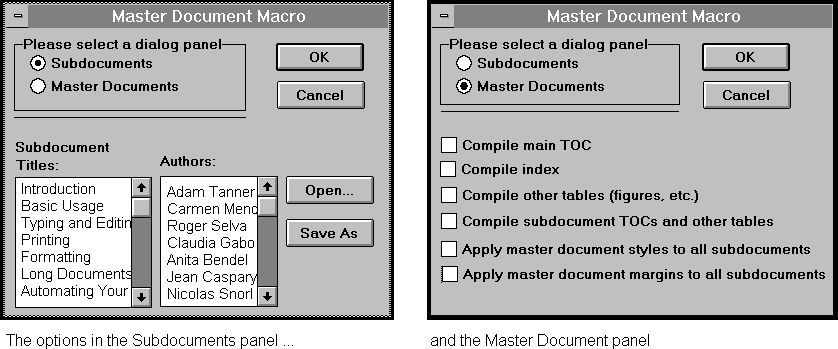 Master Document Macro
Please select a dialog panel
Subdocuments
Master Documents
OK
Cancel
Subdocument
Titles:
Introduction
Basic Usage
Typing and Editin
Printing
Formatting
Long Documents
Automating Your
Authors:
Adam Tanner
Carmen Menc
Roger Selva
Claudia Gabo
Anita Bendel
Jean Caspary
Nicolas Snorl
Open...
Save As
The options in the Subdocuments panel ...
Master Document Macro
Please select a dialog panel
Subdocuments
Master Documents
OK
Cancel
Compile main TOC
Compile index
Compile other tables (figures, etc.)
Compile subdocument TOCs and other tables
Apply master document styles to all subdocuments
Apply master document margins to all subdocuments
and the Master Document panel